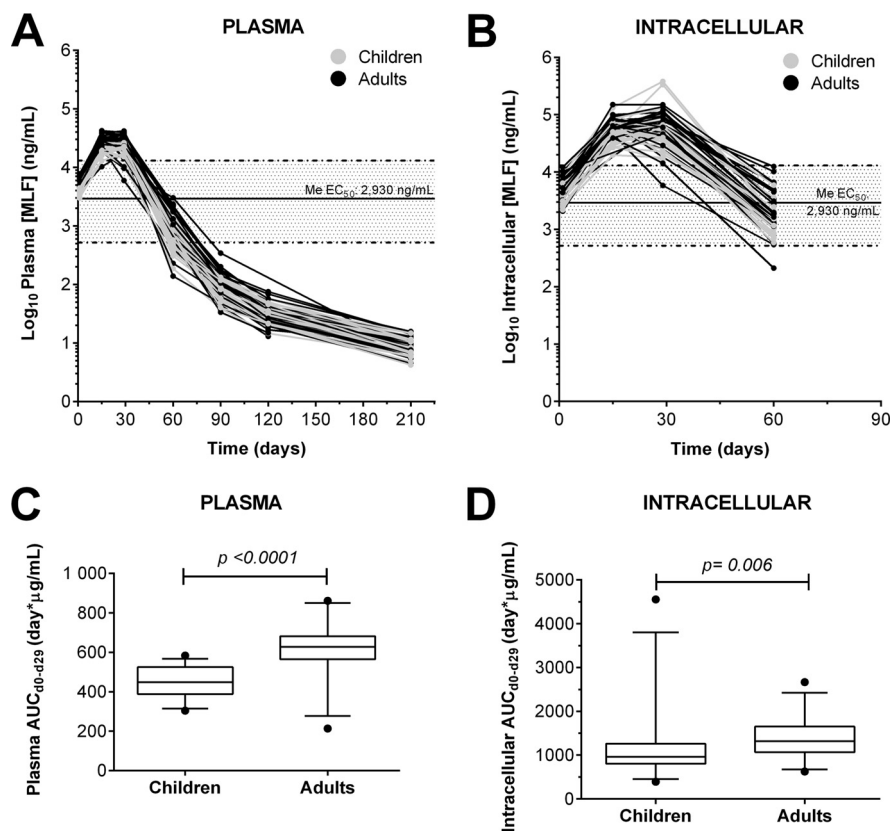 A
PLASMA
Children
Adults
Log10 Plasma [MLF] (ng/mL)
6
5
4
3
2
1
0
Me EC50: 2,930 ng/mL
0 30 60 90 120 150 180 210
Time (days)
B
INTRACELLULAR
Children
Adults
Log10 Intracellular [MLF] (ng/mL)
6
5
4
3
2
1
0
Me EC50:
2,930 ng/mL
0 30 60 90
Time (days)
C
PLASMA
p <0.0001
Plasma AUCd0-d29 (day*µg/mL)
1 000
800
600
400
200
0
Children Adults
D
INTRACELLULAR
p= 0.006
Intracellular AUCd0-d29 (day*µg/mL)
5000
4000
3000
2000
1000
0
Children Adults